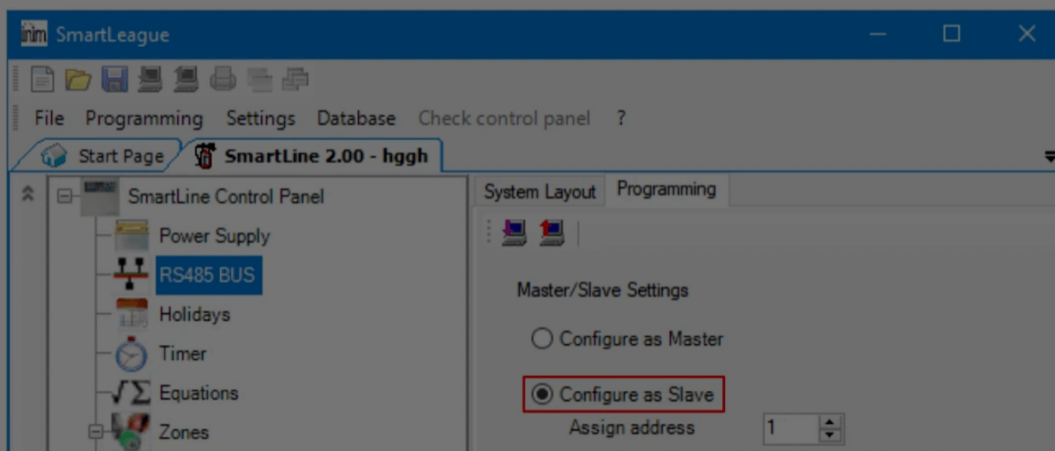 inim SmartLeague
File Programming Settings Database Check control panel ?
Start Page SmartLine 2.00 - hggh
SmartLine Control Panel
Power Supply
RS485 BUS
Holidays
Timer
Equations
Zones
System Layout Programming
Master/Slave Settings
Configure as Master
Configure as Slave
Assign address 1